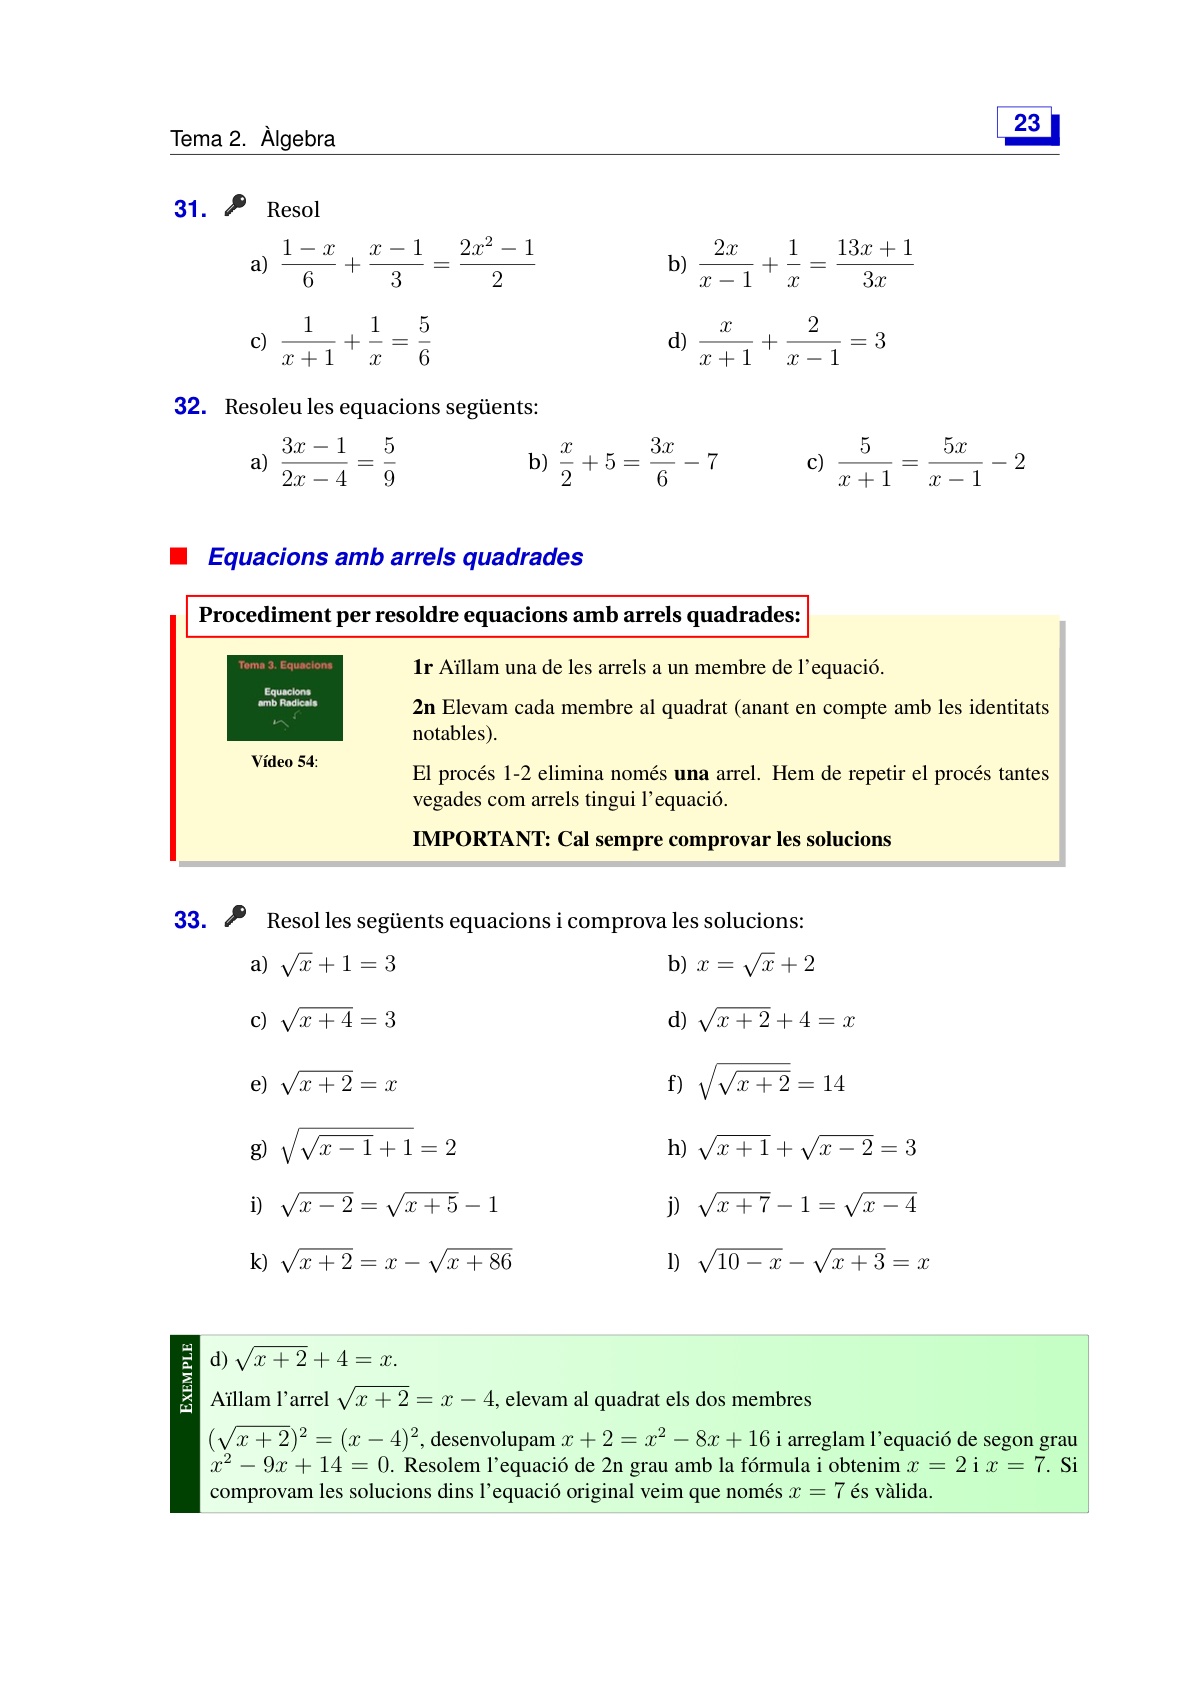 Tema 2. Àlgebra 23
31. Resol
a) \frac{1-x}{6} + \frac{x-1}{3} = \frac{2x^2-1}{2} b) \frac{2x}{x-1} + \frac{1}{x} = \frac{13x+1}{3x}
c) \frac{1}{x+1} + \frac{1}{x} = \frac{5}{6} d) \frac{x}{x+1} + \frac{2}{x-1} = 3
32. Resoleu les equacions següents:
a) \frac{3x-1}{2x-4} = \frac{5}{9} b) \frac{x}{2} + 5 = \frac{3x}{6} - 7 c) \frac{5}{x+1} = \frac{5x}{x-1} - 2
Equacions amb arrels quadrades
Procediment per resoldre equacions amb arrels quadrades:
Tema 3. Equacions
Equacions
amb Radicals
Vídeo 54:
1r Aïllam una de les arrels a un membre de l'equació.
2n Elevam cada membre al quadrat (anant en compte amb les identitats
notables).
El procés 1-2 elimina només una arrel. Hem de repetir el procés tantes
vegades com arrels tingui l'equació.
IMPORTANT: Cal sempre comprovar les solucions
33. Resol les següents equacions i comprova les solucions:
a) \sqrt{x} + 1 = 3 b) x = \sqrt{x} + 2
c) \sqrt{x+4} = 3 d) \sqrt{x+2} + 4 = x
e) \sqrt{x+2} = x f) \sqrt{\sqrt{x+2}} = 14
g) \sqrt{\sqrt{x-1}+1} = 2 h) \sqrt{x+1} + \sqrt{x-2} = 3
i) \sqrt{x-2} = \sqrt{x+5} - 1 j) \sqrt{x+7} - 1 = \sqrt{x-4}
k) \sqrt{x+2} = x - \sqrt{x+86} l) \sqrt{10-x} - \sqrt{x+3} = x
EXEMPLE
d) \sqrt{x+2} + 4 = x.
Aïllam l'arrel \sqrt{x+2} = x - 4, elevam al quadrat els dos membres
(\sqrt{x+2})^2 = (x-4)^2, desenvolupam x + 2 = x^2 - 8x + 16 i arreglam l'equació de segon grau
x^2 - 9x + 14 = 0. Resolem l'equació de 2n grau amb la fórmula i obtenim x = 2 i x = 7. Si
comprovam les solucions dins l'equació original veim que només x = 7 és vàlida.